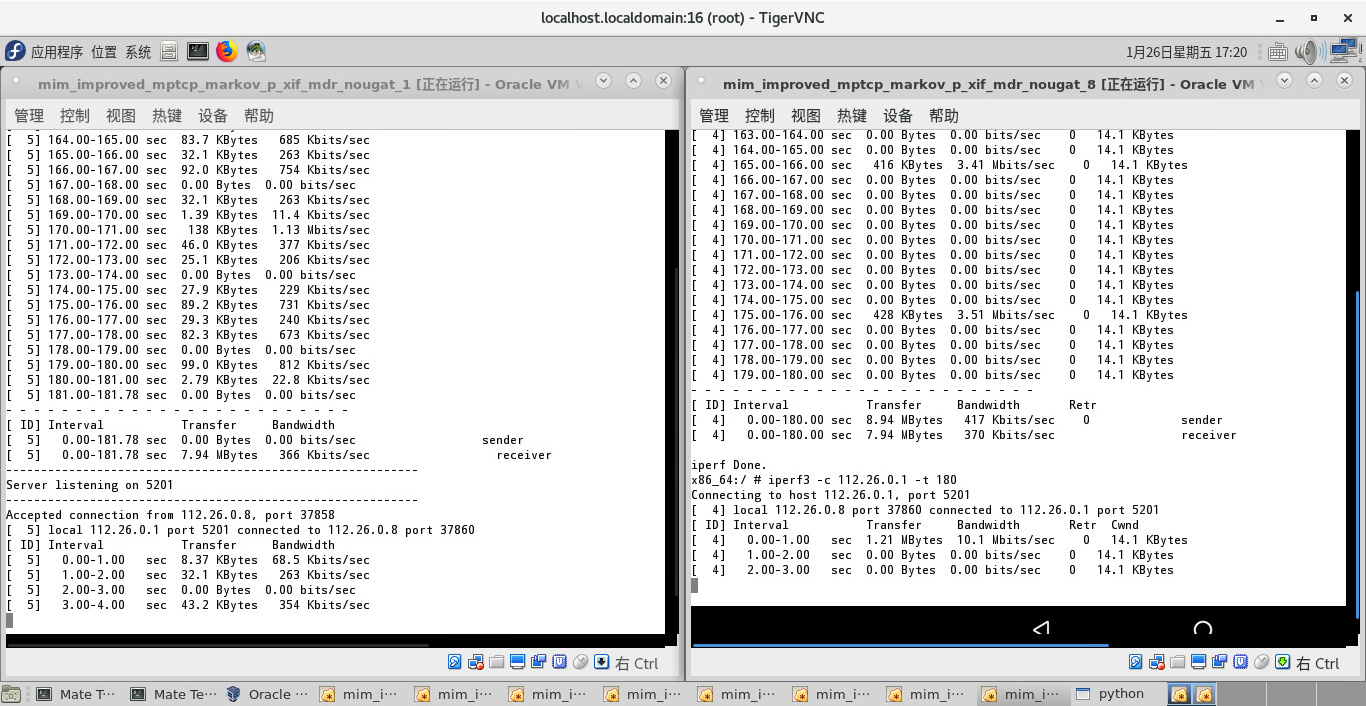 localhost.localdomain:16 (root) - TigerVNC
应用程序 位置 系统
1月26日星期五 17:20
mim_improved_mptcp_markov_p_xif_mdr_nougat_1 [正在运行] - Oracle VM V
管理 控制 视图 热键 设备 帮助
[  5] 164.00-165.00 sec  83.7 KBytes   685 Kbits/sec
[  5] 165.00-166.00 sec  32.1 KBytes   263 Kbits/sec
[  5] 166.00-167.00 sec  92.0 KBytes   754 Kbits/sec
[  5] 167.00-168.00 sec  0.00 Bytes  0.00 bits/sec
[  5] 168.00-169.00 sec  32.1 KBytes   263 Kbits/sec
[  5] 169.00-170.00 sec  1.39 KBytes  11.4 Kbits/sec
[  5] 170.00-171.00 sec   138 KBytes  1.13 Mbits/sec
[  5] 171.00-172.00 sec  46.0 KBytes   377 Kbits/sec
[  5] 172.00-173.00 sec  25.1 KBytes   206 Kbits/sec
[  5] 173.00-174.00 sec  0.00 Bytes  0.00 bits/sec
[  5] 174.00-175.00 sec  27.9 KBytes   229 Kbits/sec
[  5] 175.00-176.00 sec  89.2 KBytes   731 Kbits/sec
[  5] 176.00-177.00 sec  29.3 KBytes   240 Kbits/sec
[  5] 177.00-178.00 sec  82.3 KBytes   673 Kbits/sec
[  5] 178.00-179.00 sec  0.00 Bytes  0.00 bits/sec
[  5] 179.00-180.00 sec  99.0 KBytes   812 Kbits/sec
[  5] 180.00-181.00 sec  2.79 KBytes  22.8 Kbits/sec
[  5] 181.00-181.78 sec  0.00 Bytes  0.00 bits/sec
- - - - - - - - - - - - - - - - - - - - - - - - -
[ ID] Interval           Transfer     Bandwidth
[  5]   0.00-181.78 sec  0.00 Bytes  0.00 bits/sec                  sender
[  5]   0.00-181.78 sec  7.94 MBytes   366 Kbits/sec                  receiver
-----------------------------------------------------------
Server listening on 5201
-----------------------------------------------------------
Accepted connection from 112.26.0.8, port 37858
[  5] local 112.26.0.1 port 5201 connected to 112.26.0.8 port 37860
[ ID] Interval           Transfer     Bandwidth
[  5]   0.00-1.00   sec  8.37 KBytes  68.5 Kbits/sec
[  5]   1.00-2.00   sec  32.1 KBytes   263 Kbits/sec
[  5]   2.00-3.00   sec  0.00 Bytes  0.00 bits/sec
[  5]   3.00-4.00   sec  43.2 KBytes   354 Kbits/sec
右 Ctrl
mim_improved_mptcp_markov_p_xif_mdr_nougat_8 [正在运行] - Oracle VM V
管理 控制 视图 热键 设备 帮助
[  4] 163.00-164.00 sec  0.00 Bytes  0.00 bits/sec    0   14.1 KBytes
[  4] 164.00-165.00 sec  0.00 Bytes  0.00 bits/sec    0   14.1 KBytes
[  4] 165.00-166.00 sec   416 KBytes  3.41 Mbits/sec    0   14.1 KBytes
[  4] 166.00-167.00 sec  0.00 Bytes  0.00 bits/sec    0   14.1 KBytes
[  4] 167.00-168.00 sec  0.00 Bytes  0.00 bits/sec    0   14.1 KBytes
[  4] 168.00-169.00 sec  0.00 Bytes  0.00 bits/sec    0   14.1 KBytes
[  4] 169.00-170.00 sec  0.00 Bytes  0.00 bits/sec    0   14.1 KBytes
[  4] 170.00-171.00 sec  0.00 Bytes  0.00 bits/sec    0   14.1 KBytes
[  4] 171.00-172.00 sec  0.00 Bytes  0.00 bits/sec    0   14.1 KBytes
[  4] 172.00-173.00 sec  0.00 Bytes  0.00 bits/sec    0   14.1 KBytes
[  4] 173.00-174.00 sec  0.00 Bytes  0.00 bits/sec    0   14.1 KBytes
[  4] 174.00-175.00 sec  0.00 Bytes  0.00 bits/sec    0   14.1 KBytes
[  4] 175.00-176.00 sec   428 KBytes  3.51 Mbits/sec    0   14.1 KBytes
[  4] 176.00-177.00 sec  0.00 Bytes  0.00 bits/sec    0   14.1 KBytes
[  4] 177.00-178.00 sec  0.00 Bytes  0.00 bits/sec    0   14.1 KBytes
[  4] 178.00-179.00 sec  0.00 Bytes  0.00 bits/sec    0   14.1 KBytes
[  4] 179.00-180.00 sec  0.00 Bytes  0.00 bits/sec    0   14.1 KBytes
- - - - - - - - - - - - - - - - - - - - - - - - -
[ ID] Interval           Transfer     Bandwidth       Retr
[  4]   0.00-180.00 sec  8.94 MBytes   417 Kbits/sec    0             sender
[  4]   0.00-180.00 sec  7.94 MBytes   370 Kbits/sec                  receiver
iperf Done.
x86_64:/ # iperf3 -c 112.26.0.1 -t 180
Connecting to host 112.26.0.1, port 5201
[  4] local 112.26.0.8 port 37860 connected to 112.26.0.1 port 5201
[ ID] Interval           Transfer     Bandwidth       Retr  Cwnd
[  4]   0.00-1.00   sec  1.21 MBytes  10.1 Mbits/sec    0   14.1 KBytes
[  4]   1.00-2.00   sec  0.00 Bytes  0.00 bits/sec    0   14.1 KBytes
[  4]   2.00-3.00   sec  0.00 Bytes  0.00 bits/sec    0   14.1 KBytes
右 Ctrl
Mate T··· Mate Te··· Oracle ··· mim_i··· mim_i··· mim_i··· mim_i··· mim_i··· mim_i··· mim_i··· mim_i··· python